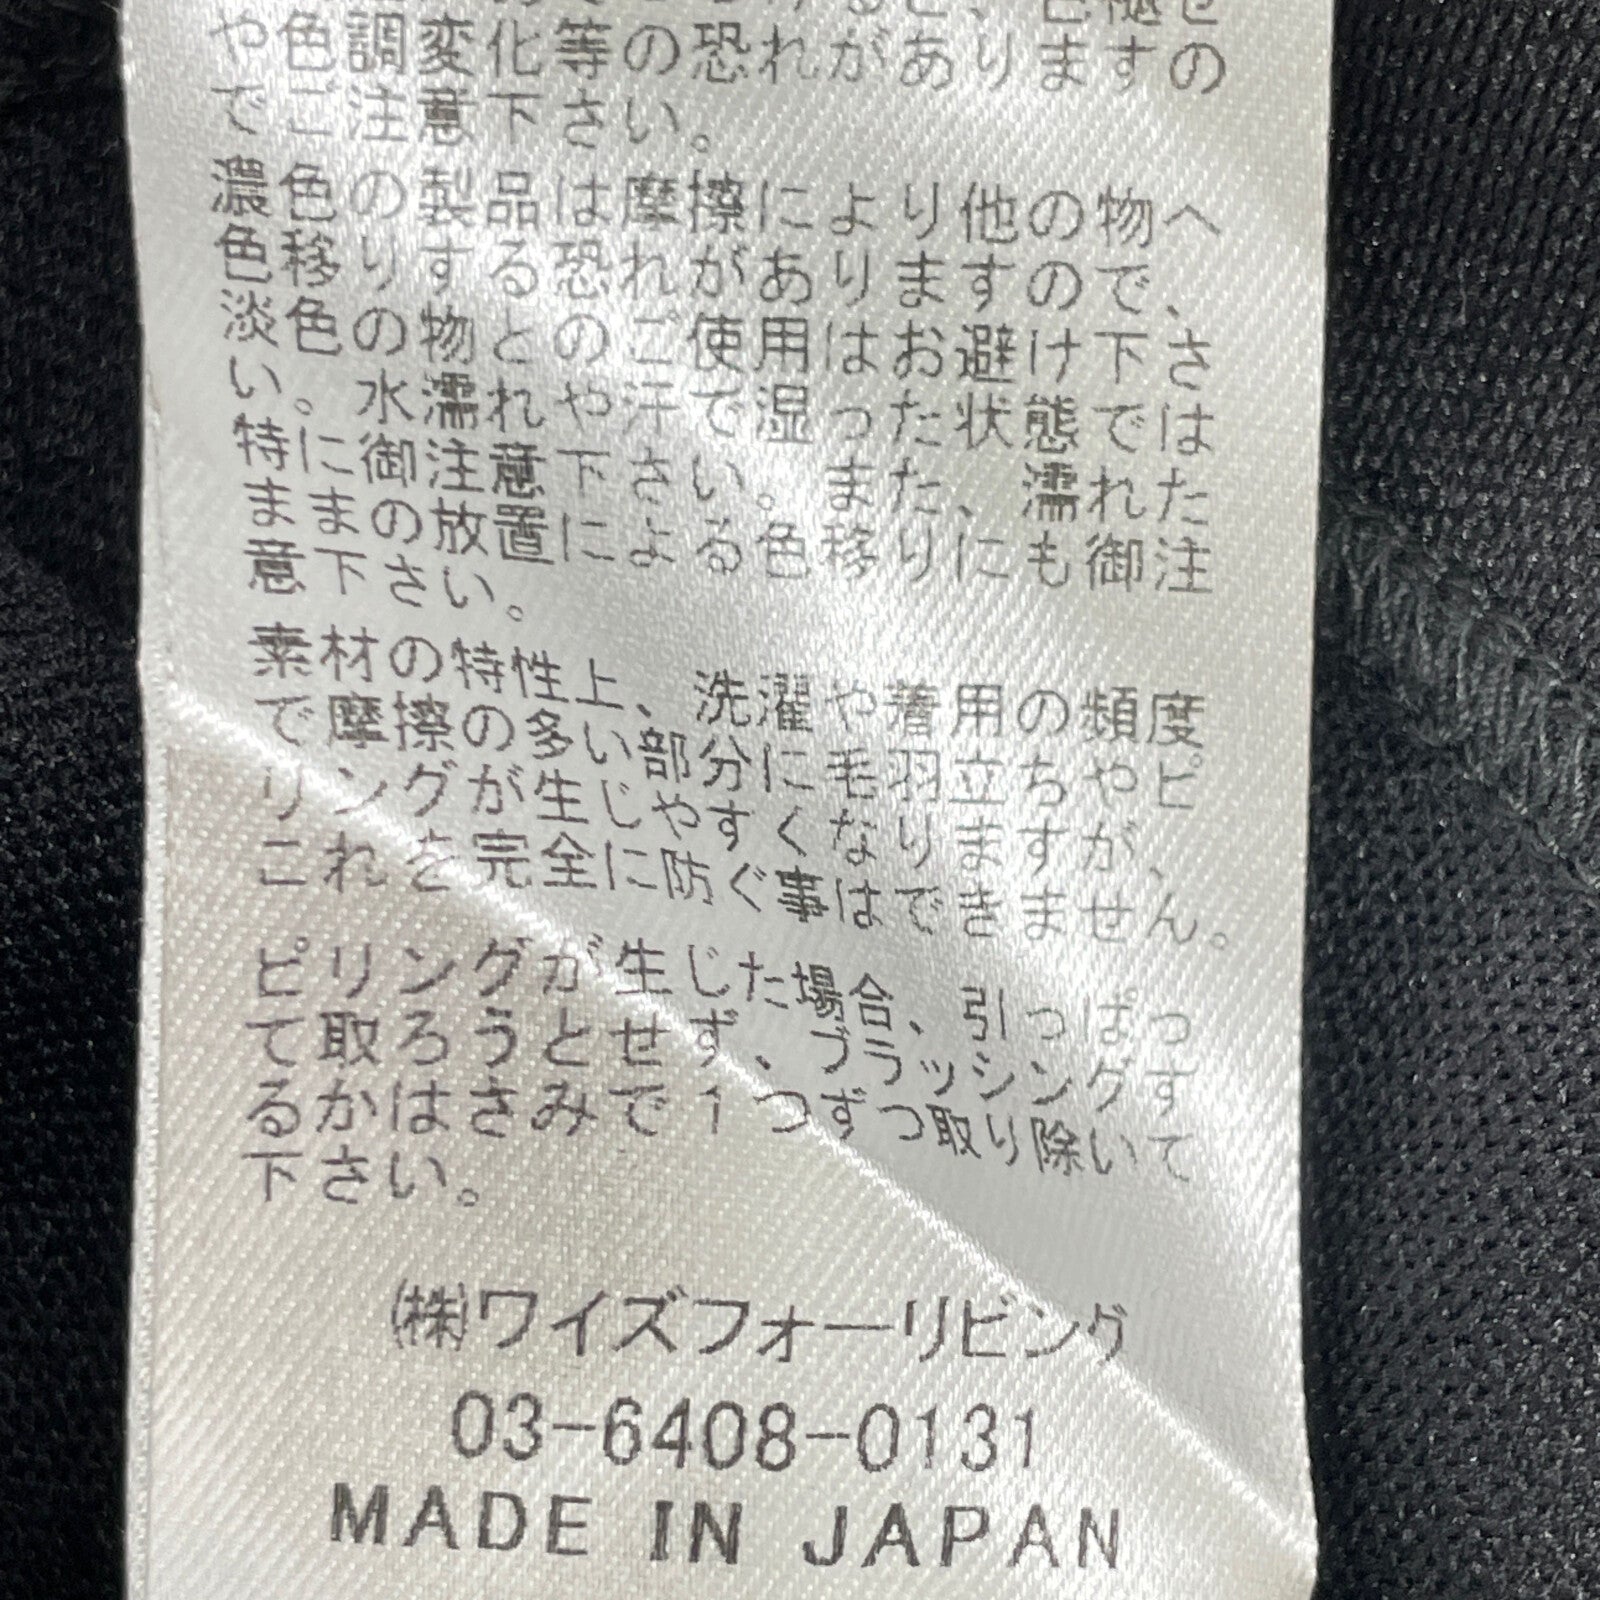 や色調変化等の恐れがありますの
でご注意下さい。
濃色の製品は摩擦により他の物へ
色移りする恐れがありますので、
淡色の物とのご使用はお避け下さ
い。水濡れや汗で湿った状態では
特に御注意下さい。また、濡れた
ままの放置による色移りにも御注
意下さい。
素材の特性上、洗濯や着用の頻度
で摩擦の多い部分に毛羽立ちやピ
リングが生じやすくなりますが、
これを完全に防ぐ事はできません。
ピリングが生じた場合、引っぱっ
て取ろうとせず、ブラッシングす
るかはさみで1つずつ取り除いて
下さい。
㈱ワイズフォーリビング
03-6408-0131
MADE IN JAPAN